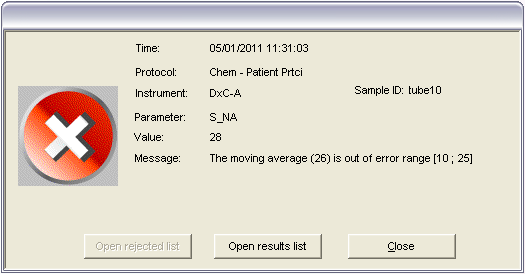 Time: 05/01/2011 11:31:03
Protocol: Chem - Patient Prtcl
Instrument: DxC-A Sample ID: tube10
Parameter: S_NA
Value: 28
Message: The moving average (26) is out of error range [10 ; 25]
Open rejected list Open results list Close